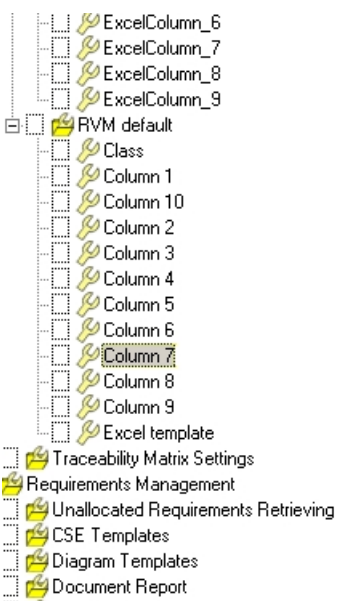 ExcelColumn_6
ExcelColumn_7
ExcelColumn_8
ExcelColumn_9
RVM default
Class
Column 1
Column 10
Column 2
Column 3
Column 4
Column 5
Column 6
Column 7
Column 8
Column 9
Excel template
Traceability Matrix Settings
Requirements Management
Unallocated Requirements Retrieving
CSE Templates
Diagram Templates
Document Report